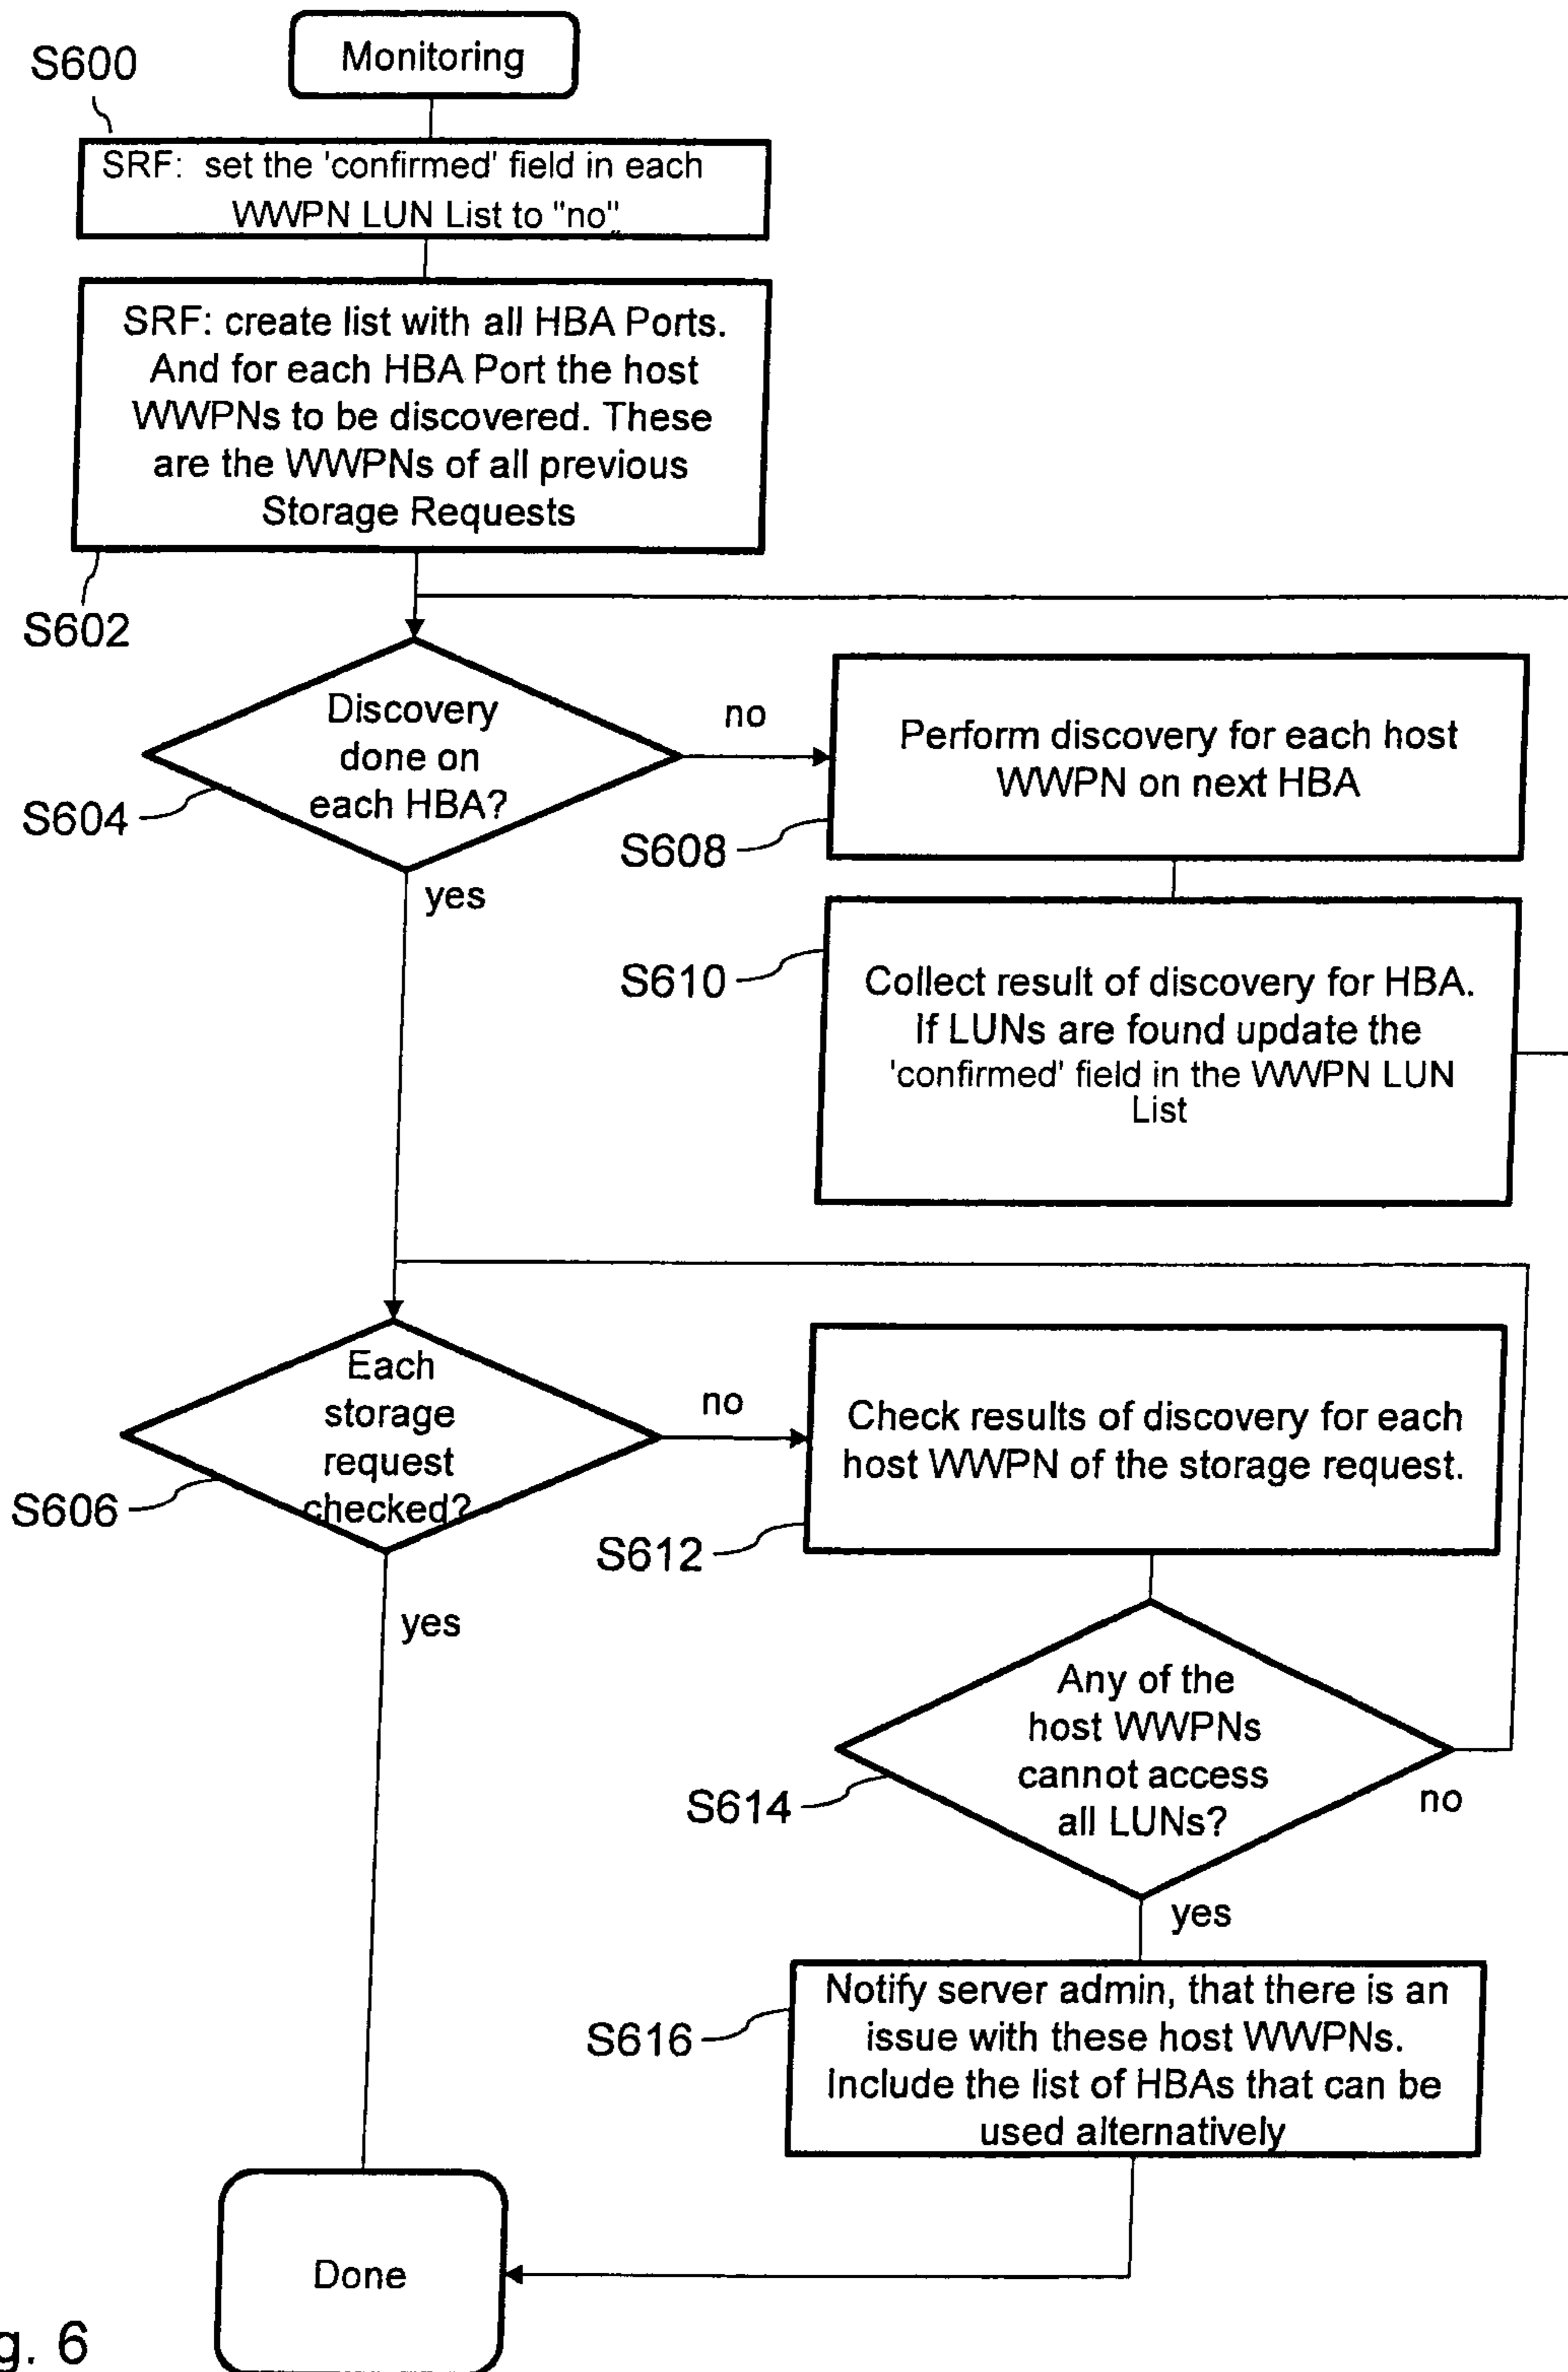 Monitoring
S600
SRF: set the 'confirmed' field in each
WWPN LUN List to "no"
SRF: create list with all HBA Ports.
And for each HBA Port the host
WWPNs to be discovered. These
are the WWPNs of all previous
Storage Requests
S602
Discovery
done on
each HBA?
S604
no
yes
Perform discovery for each host
WWPN on next HBA
S608
Collect result of discovery for HBA.
If LUNs are found update the
'confirmed' field in the WWPN LUN
List
S610
Each
storage
request
checked?
S606
no
yes
Check results of discovery for each
host WWPN of the storage request.
S612
Any of the
host WWPNs
cannot access
all LUNs?
S614
no
yes
Notify server admin, that there is an
issue with these host WWPNs.
Include the list of HBAs that can be
used alternatively
S616
Done
g. 6